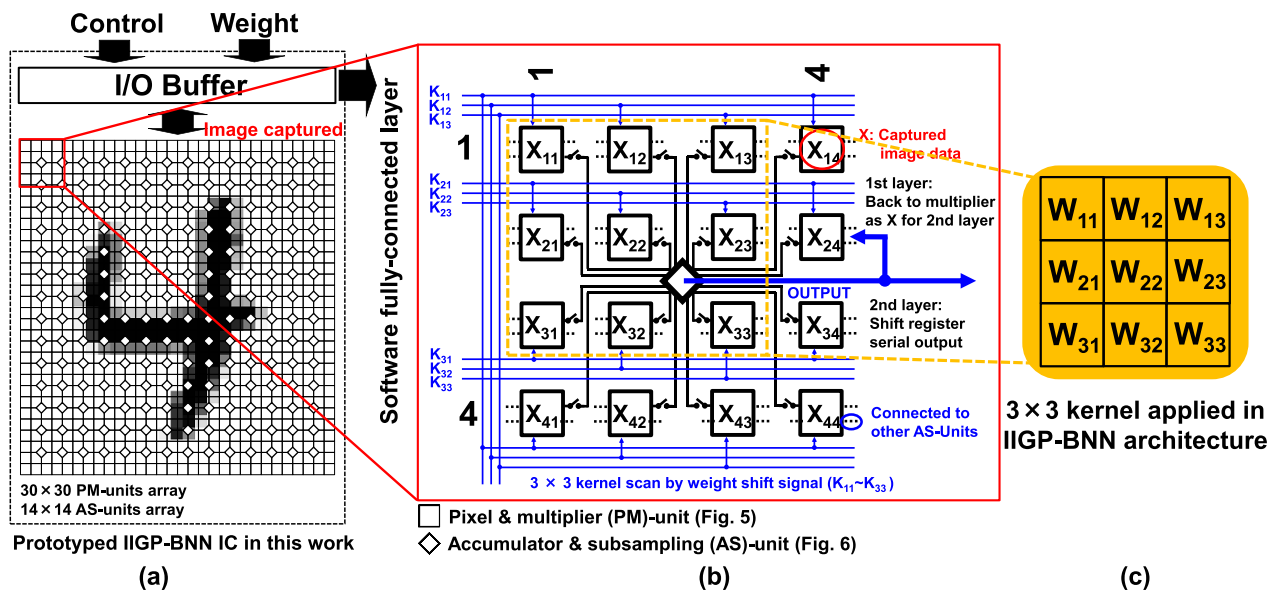 Control
Weight
I/O Buffer
Image captured
30×30 PM-units array
14×14 AS-units array
Prototyped IIGP-BNN IC in this work
(a)
Software fully-connected layer
1
4
K11
K12
K13
1
X11
X12
X13
X14
X: Captured
image data
K21
K22
K23
1st layer:
Back to multiplier
as X for 2nd layer
X21
X22
X23
X24
OUTPUT
2nd layer:
Shift register
serial output
X31
X32
X33
X34
K31
K32
K33
4
X41
X42
X43
X44
Connected to
other AS-Units
3 × 3 kernel scan by weight shift signal (K11~K33)
Pixel & multiplier (PM)-unit (Fig. 5)
Accumulator & subsampling (AS)-unit (Fig. 6)
(b)
W11 W12 W13
W21 W22 W23
W31 W32 W33
3×3 kernel applied in
IIGP-BNN architecture
(c)